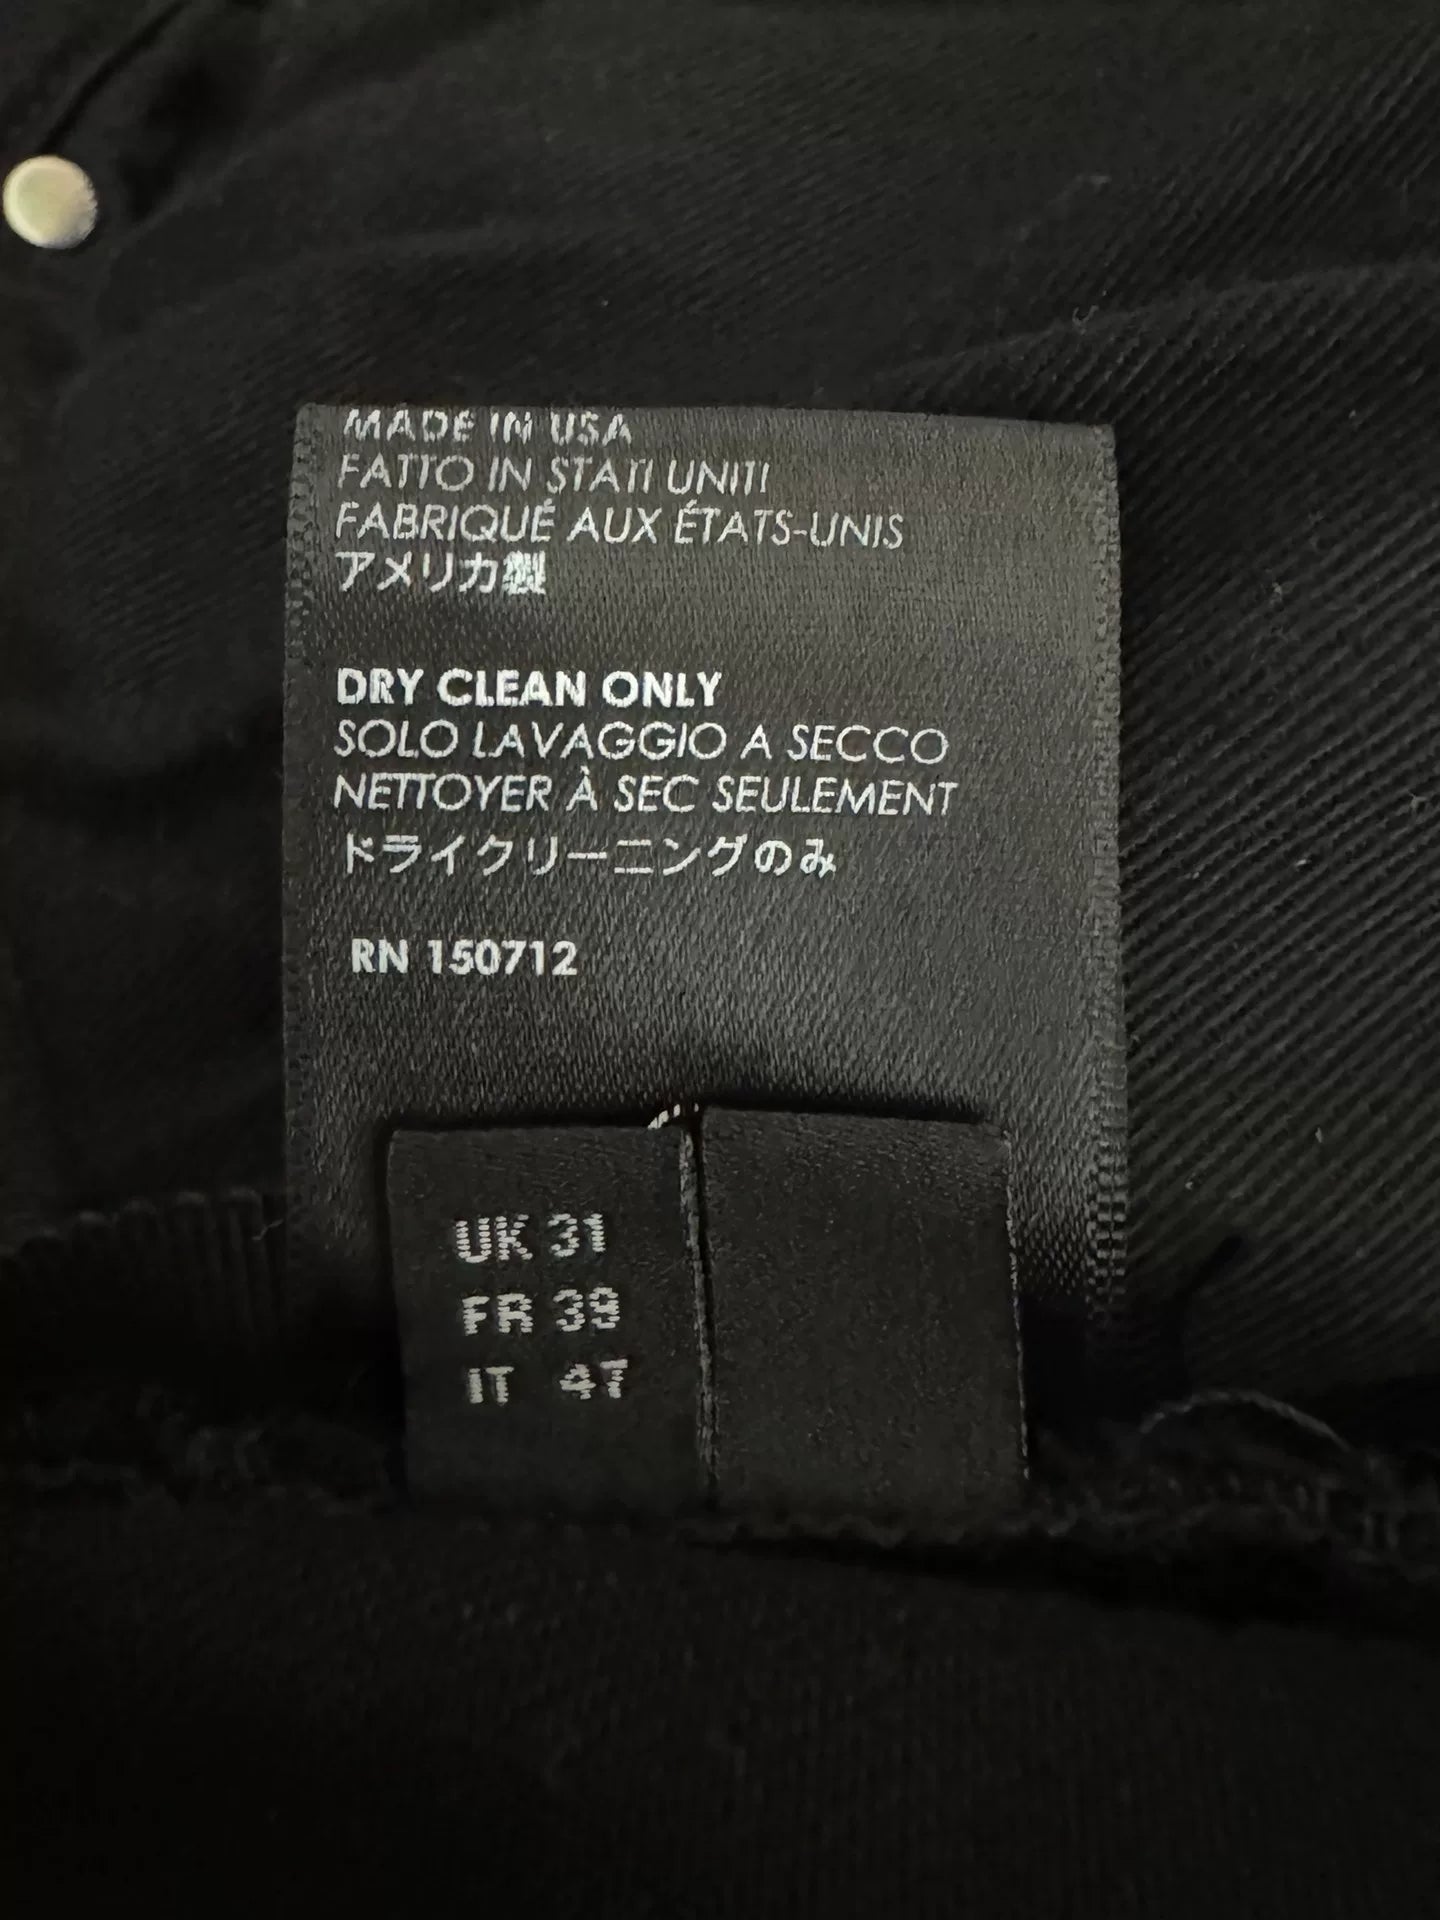 MADE IN USA
FATTO IN STATI UNITI
FABRIQUÉ AUX ÉTATS-UNIS
アメリカ製
DRY CLEAN ONLY
SOLO LAVAGGIO A SECCO
NETTOYER À SEC SEULEMENT
ドライクリーニングのみ
RN 150712
UK 31
FR 39
IT 47